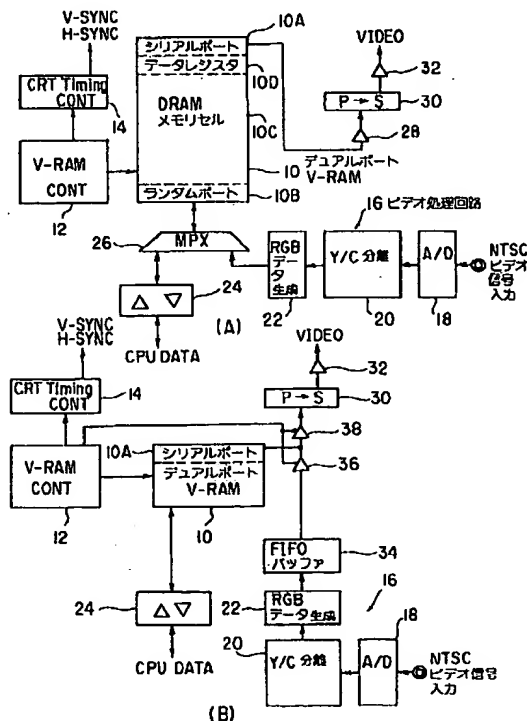 V-SYNC
H-SYNC
CRT Timing
CONT
14
V-RAM
CONT
12
シリアルポート
10A
データレジスタ
10D
DRAM
メモリセル
10C
10
ランダムポート
10B
VIDEO
32
P→S
30
28
デュアルポート
V-RAM
26
MPX
24
△ ▽
CPU DATA
(A)
RGB
データ
生成
22
16 ビデオ処理回路
Y/C 分離
20
A/D
18
NTSC
ビデオ
信号
入力
V-SYNC
H-SYNC
CRT Timing
CONT
14
V-RAM
CONT
12
10A
シリアルポート
デュアルポート
V-RAM
10
24
△ ▽
CPU DATA
VIDEO
32
P→S
30
38
36
FIFO
バッファ
34
22
RGB
データ生成
16
20
Y/C 分離
A/D
18
NTSC
ビデオ信号
入力
(B)